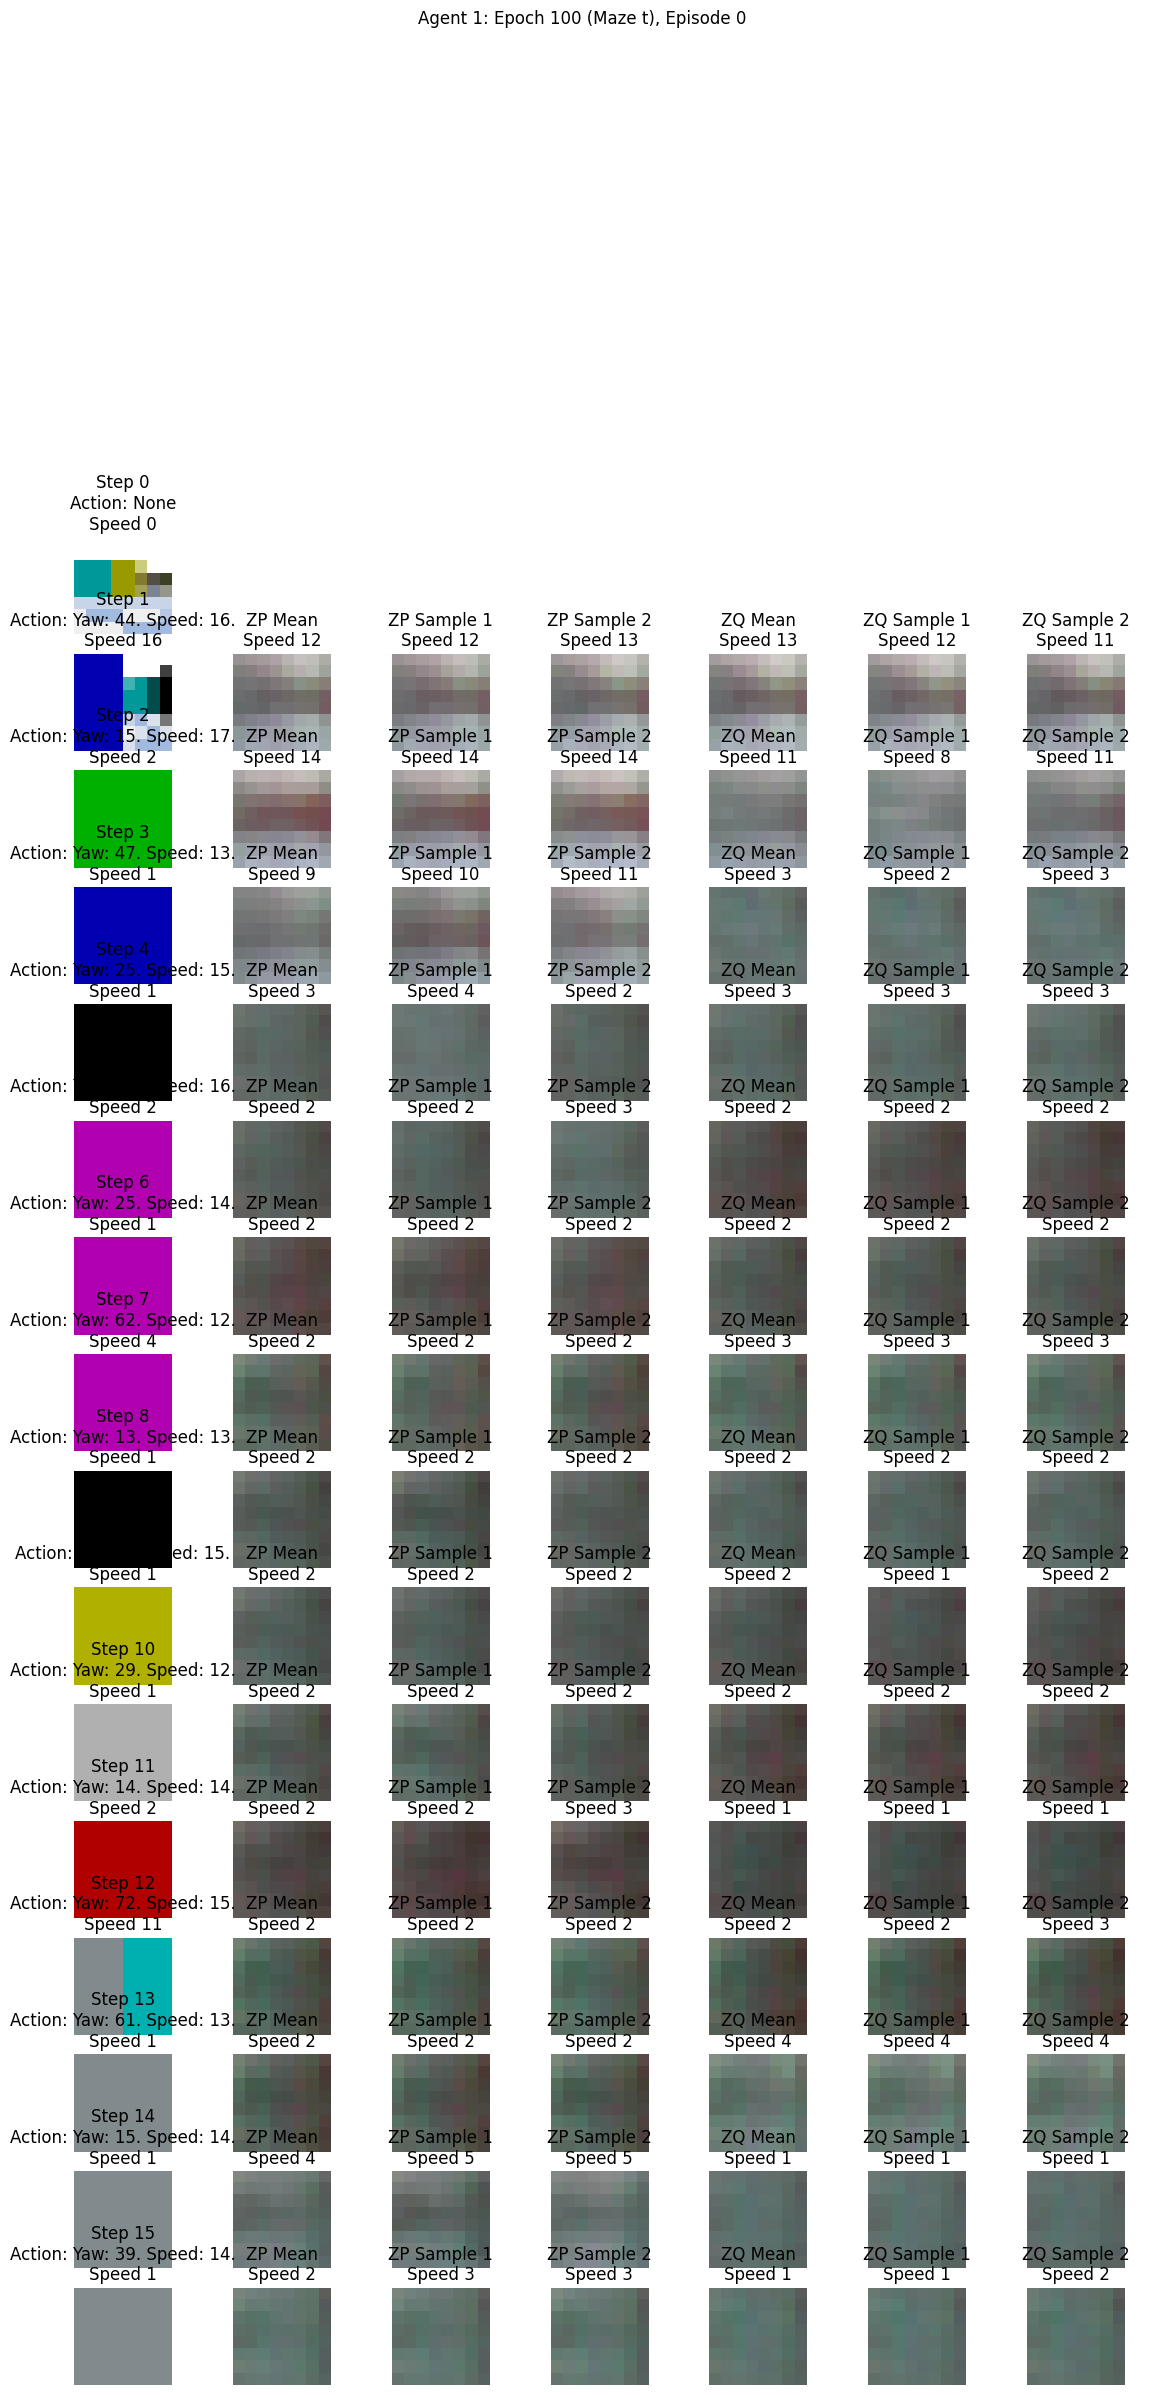 Agent 1: Epoch 100 (Maze t), Episode 0
Step 0
Action: None
Speed 0
Step 1
Action: Yaw: 44. Speed: 16.
Speed 16
ZP Mean
Speed 12
ZP Sample 1
Speed 12
ZP Sample 2
Speed 13
ZQ Mean
Speed 13
ZQ Sample 1
Speed 12
ZQ Sample 2
Speed 11
Step 2
Action: Yaw: 15. Speed: 17.
Speed 2
ZP Mean
Speed 14
ZP Sample 1
Speed 14
ZP Sample 2
Speed 14
ZQ Mean
Speed 11
ZQ Sample 1
Speed 8
ZQ Sample 2
Speed 11
Step 3
Action: Yaw: 47. Speed: 13.
Speed 1
ZP Mean
Speed 9
ZP Sample 1
Speed 10
ZP Sample 2
Speed 11
ZQ Mean
Speed 3
ZQ Sample 1
Speed 2
ZQ Sample 2
Speed 3
Step 4
Action: Yaw: 25. Speed: 15.
Speed 1
ZP Mean
Speed 3
ZP Sample 1
Speed 4
ZP Sample 2
Speed 2
ZQ Mean
Speed 3
ZQ Sample 1
Speed 3
ZQ Sample 2
Speed 3
Action: 16.
Speed 2
ZP Mean
Speed 2
ZP Sample 1
Speed 2
ZP Sample 2
Speed 3
ZQ Mean
Speed 2
ZQ Sample 1
Speed 2
ZQ Sample 2
Speed 2
Step 6
Action: Yaw: 25. Speed: 14.
Speed 1
ZP Mean
Speed 2
ZP Sample 1
Speed 2
ZP Sample 2
Speed 2
ZQ Mean
Speed 2
ZQ Sample 1
Speed 2
ZQ Sample 2
Speed 2
Step 7
Action: Yaw: 62. Speed: 12.
Speed 4
ZP Mean
Speed 2
ZP Sample 1
Speed 2
ZP Sample 2
Speed 2
ZQ Mean
Speed 3
ZQ Sample 1
Speed 3
ZQ Sample 2
Speed 3
Step 8
Action: Yaw: 13. Speed: 13.
Speed 1
ZP Mean
Speed 2
ZP Sample 1
Speed 2
ZP Sample 2
Speed 2
ZQ Mean
Speed 2
ZQ Sample 1
Speed 2
ZQ Sample 2
Speed 2
Action: 15.
Speed 1
ZP Mean
Speed 2
ZP Sample 1
Speed 2
ZP Sample 2
Speed 2
ZQ Mean
Speed 2
ZQ Sample 1
Speed 1
ZQ Sample 2
Speed 2
Step 10
Action: Yaw: 29. Speed: 12.
Speed 1
ZP Mean
Speed 2
ZP Sample 1
Speed 2
ZP Sample 2
Speed 2
ZQ Mean
Speed 2
ZQ Sample 1
Speed 2
ZQ Sample 2
Speed 2
Step 11
Action: Yaw: 14. Speed: 14.
Speed 2
ZP Mean
Speed 2
ZP Sample 1
Speed 2
ZP Sample 2
Speed 3
ZQ Mean
Speed 1
ZQ Sample 1
Speed 1
ZQ Sample 2
Speed 1
Step 12
Action: Yaw: 72. Speed: 15.
Speed 11
ZP Mean
Speed 2
ZP Sample 1
Speed 2
ZP Sample 2
Speed 2
ZQ Mean
Speed 2
ZQ Sample 1
Speed 2
ZQ Sample 2
Speed 3
Step 13
Action: Yaw: 61. Speed: 13.
Speed 1
ZP Mean
Speed 2
ZP Sample 1
Speed 2
ZP Sample 2
Speed 2
ZQ Mean
Speed 4
ZQ Sample 1
Speed 4
ZQ Sample 2
Speed 4
Step 14
Action: Yaw: 15. Speed: 14.
Speed 1
ZP Mean
Speed 4
ZP Sample 1
Speed 5
ZP Sample 2
Speed 5
ZQ Mean
Speed 1
ZQ Sample 1
Speed 1
ZQ Sample 2
Speed 1
Step 15
Action: Yaw: 39. Speed: 14.
Speed 1
ZP Mean
Speed 2
ZP Sample 1
Speed 3
ZP Sample 2
Speed 3
ZQ Mean
Speed 1
ZQ Sample 1
Speed 1
ZQ Sample 2
Speed 2